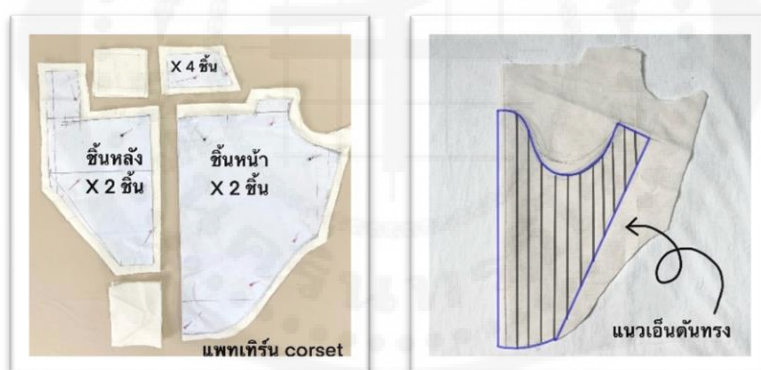 X 4 ชิ้น
ชิ้นหลัง
X 2 ชิ้น
ชิ้นหน้า
X 2 ชิ้น
แพทเทิร์น corset
แนวเอ็นดันทรง